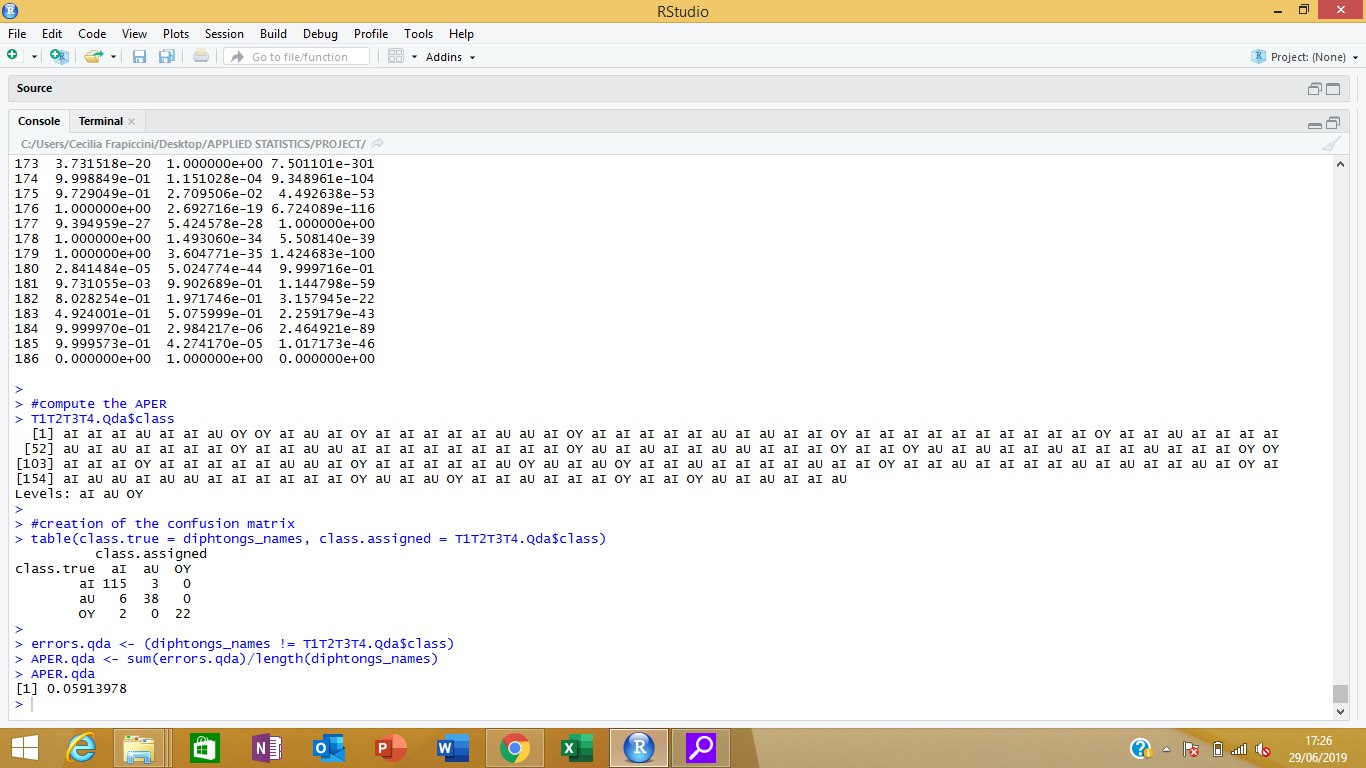 RStudio
File Edit Code View Plots Session Build Debug Profile Tools Help
Go to file/function Addins Project: (None)
Source
Console Terminal
C:/Users/Cecilia Frapiccini/Desktop/APPLIED STATISTICS/PROJECT/
173 3.731518e-20 1.000000e+00 7.501101e-301
174 9.998849e-01 1.151028e-04 9.348961e-104
175 9.729049e-01 2.709506e-02 4.492638e-53
176 1.000000e+00 2.692716e-19 6.724089e-116
177 9.394959e-27 5.424578e-28 1.000000e+00
178 1.000000e+00 1.493060e-34 5.508140e-39
179 1.000000e+00 3.604771e-35 1.424683e-100
180 2.841484e-05 5.024774e-44 9.999716e-01
181 9.731055e-03 9.902689e-01 1.144798e-59
182 8.028254e-01 1.971746e-01 3.157945e-22
183 4.924001e-01 5.075999e-01 2.259179e-43
184 9.999970e-01 2.984217e-06 2.464921e-89
185 9.999573e-01 4.274170e-05 1.017173e-46
186 0.000000e+00 1.000000e+00 0.000000e+00
>
> #compute the APER
> T1T2T3T4.Qda$class
[1] aI aI aI aU aI aI aU OY OY aI aU aI OY aI aI aI aI aI aU aU aI OY aI aI aI aI aI aU aI aU aI aI OY aI aI aI aI aI aI aI aI aI aI OY aI aI aU aI aI aI aI
[52] aU aI aU aI aI aI aI OY aI aI aU aU aI aI aI aI aI aI aU aI aI aU aU aU aI aI aI aU aI aI aI OY aI aI OY aU aI aU aU aI aI aU aI aI aI aU aI aI OY OY
[103] aI aI aI OY aI aI aI aI aI aU aU aI OY aI aI aI aI aI aI aU OY aU aI aU OY aI aU aI aI aI aI aU aI aI OY aI aI aU aI aI aI aU aI aU aI aI aU aI OY aI
[154] aI aU aU aI aU aU aI aI aI aI aI aI OY aU aI aU OY aI aI aU aI aI aI OY aI aI OY aU aI aU aI aI aU
Levels: aI aU OY
>
> #creation of the confusion matrix
> table(class.true = diphtongs_names, class.assigned = T1T2T3T4.Qda$class)
class.assigned
class.true aI aU OY
aI 115 3 0
aU 6 38 0
OY 2 0 22
>
> errors.qda <- (diphtongs_names != T1T2T3T4.Qda$class)
> APER.qda <- sum(errors.qda)/length(diphtongs_names)
> APER.qda
[1] 0.05913978
>
17:26
29/06/2019